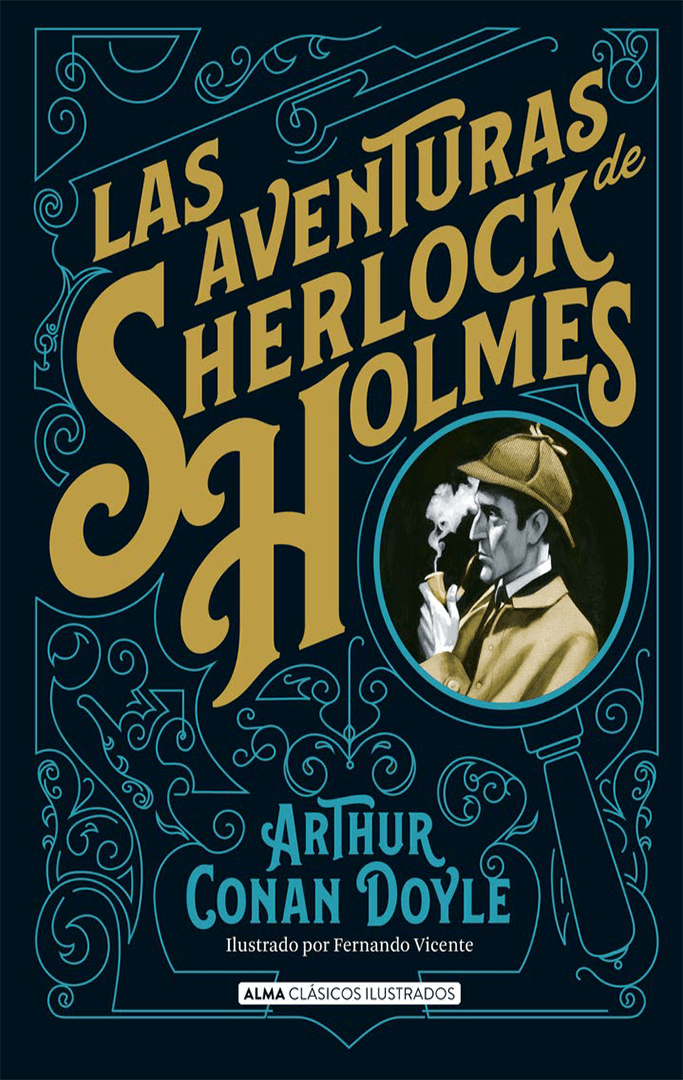 LAS
AVENTURAS de
SHERLOCK
HOLMES
ARTHUR
CONAN DOYLE
Ilustrado por Fernando Vicente
ALMA CLÁSICOS ILUSTRADOS